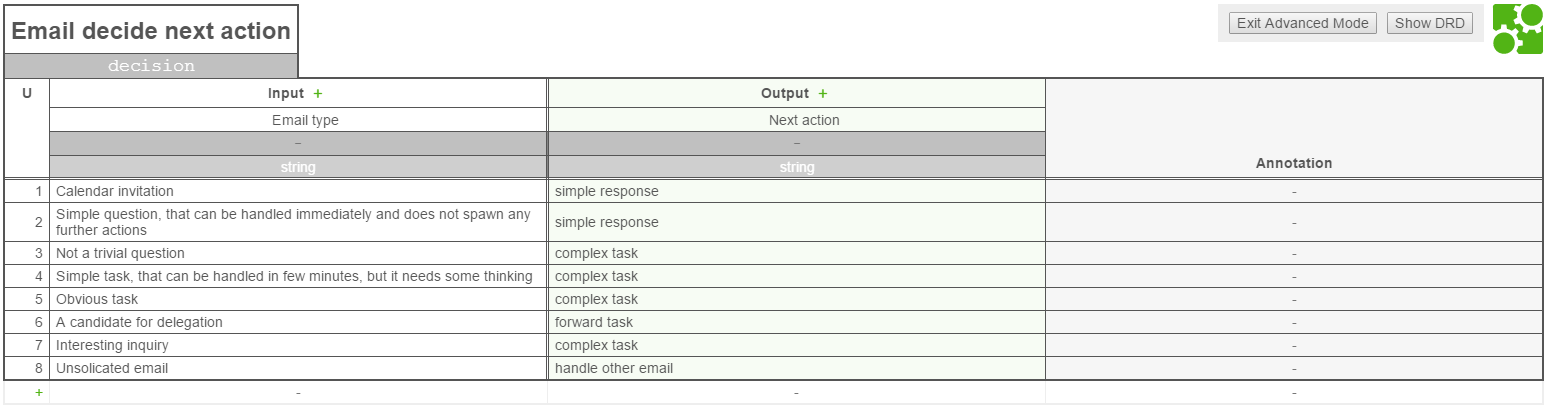 Email decide next action
Exit Advanced Mode Show DRD
decision
U Input + Output +
Email type Next action
- -
string string
Annotation
1 Calendar invitation simple response -
2 Simple question, that can be handled immediately and does not spawn any
further actions simple response -
3 Not a trivial question complex task -
4 Simple task, that can be handled in few minutes, but it needs some thinking complex task -
5 Obvious task complex task -
6 A candidate for delegation forward task -
7 Interesting inquiry complex task -
8 Unsolicated email handle other email -
+ - - -